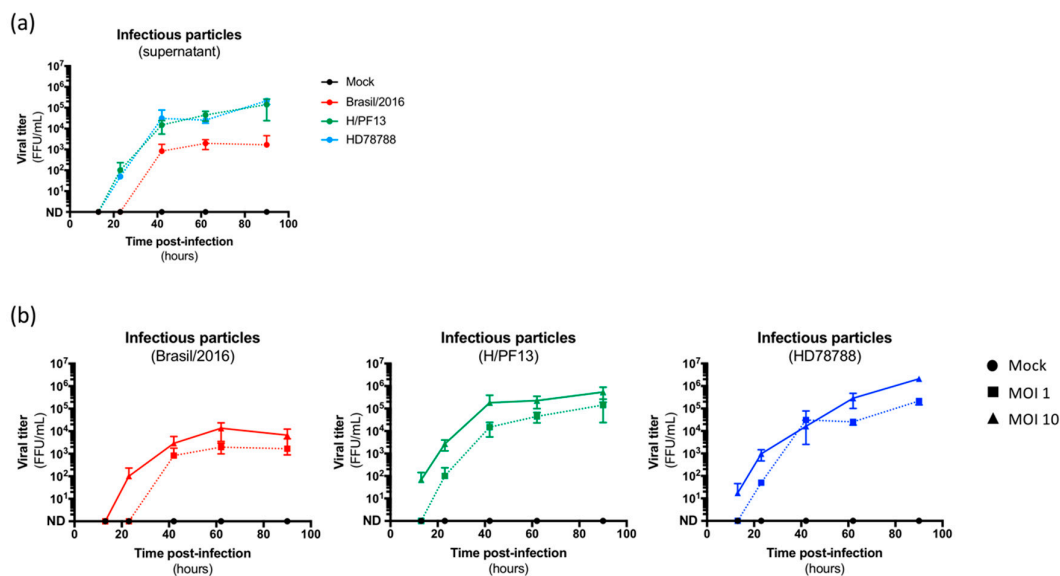 (a)
Infectious particles
(supernatant)
Viral titer
(FFU/mL)
10⁷
10⁶
10⁵
10⁴
10³
10²
10¹
ND
0 20 40 60 80 100
Time post-infection
(hours)
Mock
Brasil/2016
H/PF13
HD78788
(b)
Infectious particles
(Brasil/2016)
Viral titer
(FFU/mL)
10⁷
10⁶
10⁵
10⁴
10³
10²
10¹
ND
0 20 40 60 80 100
Time post-infection
(hours)
Infectious particles
(H/PF13)
Viral titer
(FFU/mL)
10⁷
10⁶
10⁵
10⁴
10³
10²
10¹
ND
0 20 40 60 80 100
Time post-infection
(hours)
Infectious particles
(HD78788)
Viral titer
(FFU/mL)
10⁷
10⁶
10⁵
10⁴
10³
10²
10¹
ND
0 20 40 60 80 100
Time post-infection
(hours)
Mock
MOI 1
MOI 10